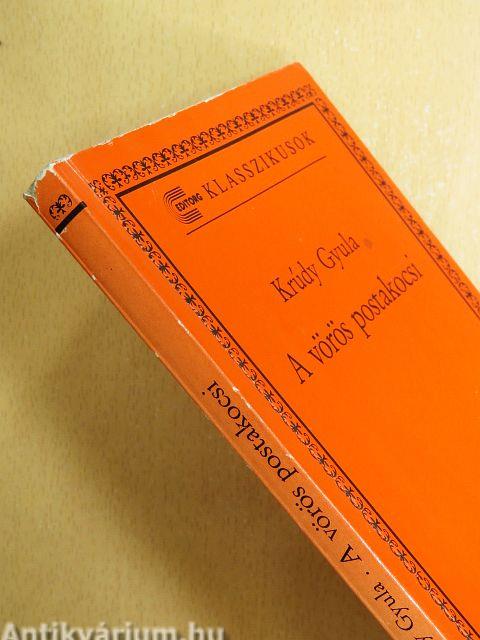 EDITORG KLASSZIKUSOK
Krúdy Gyula
A vörös postakocsi
Gyula · A vörös postakocsi
Antikvárium.hu